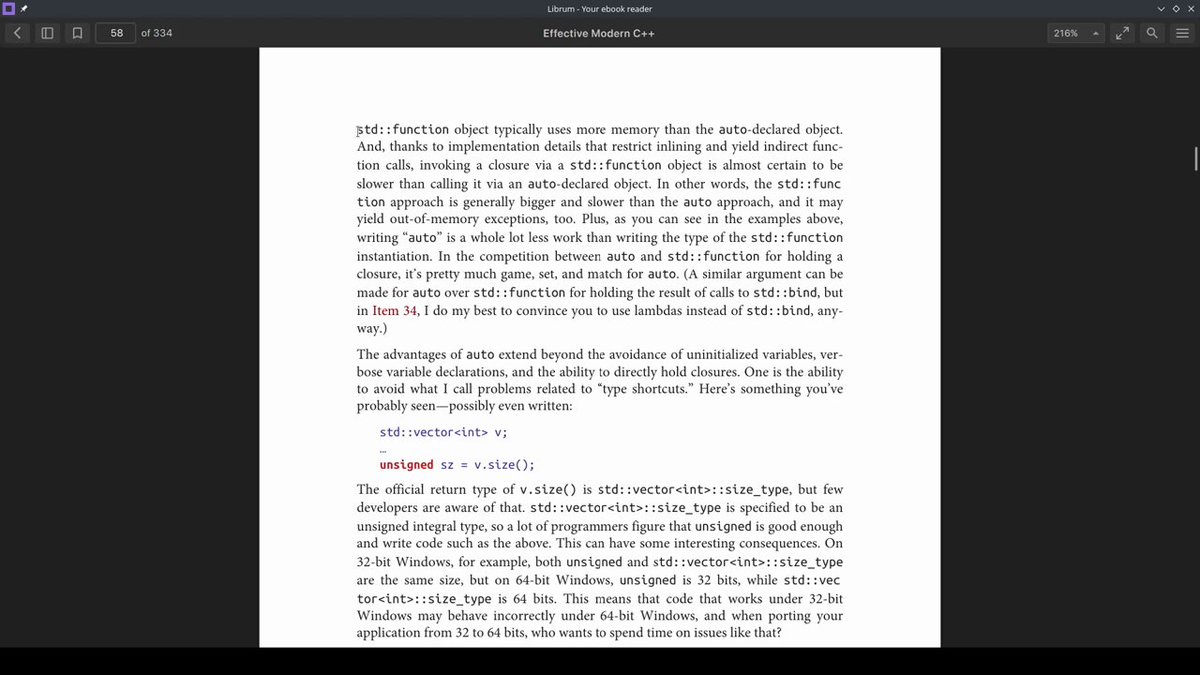 Librum - Your ebook reader
58 of 334
Effective Modern C++
216%
std::function object typically uses more memory than the auto-declared object.
And, thanks to implementation details that restrict inlining and yield indirect func-
tion calls, invoking a closure via a std::function object is almost certain to be
slower than calling it via an auto-declared object. In other words, the std::func
tion approach is generally bigger and slower than the auto approach, and it may
yield out-of-memory exceptions, too. Plus, as you can see in the examples above,
writing “auto” is a whole lot less work than writing the type of the std::function
instantiation. In the competition between auto and std::function for holding a
closure, it’s pretty much game, set, and match for auto. (A similar argument can be
made for auto over std::function for holding the result of calls to std::bind, but
in Item 34, I do my best to convince you to use lambdas instead of std::bind, any-
way.)
The advantages of auto extend beyond the avoidance of uninitialized variables, ver-
bose variable declarations, and the ability to directly hold closures. One is the ability
to avoid what I call problems related to “type shortcuts.” Here’s something you’ve
probably seen—possibly even written:
std::vector<int> v;
…
unsigned sz = v.size();
The official return type of v.size() is std::vector<int>::size_type, but few
developers are aware of that. std::vector<int>::size_type is specified to be an
unsigned integral type, so a lot of programmers figure that unsigned is good enough
and write code such as the above. This can have some interesting consequences. On
32-bit Windows, for example, both unsigned and std::vector<int>::size_type
are the same size, but on 64-bit Windows, unsigned is 32 bits, while std::vec
tor<int>::size_type is 64 bits. This means that code that works under 32-bit
Windows may behave incorrectly under 64-bit Windows, and when porting your
application from 32 to 64 bits, who wants to spend time on issues like that?